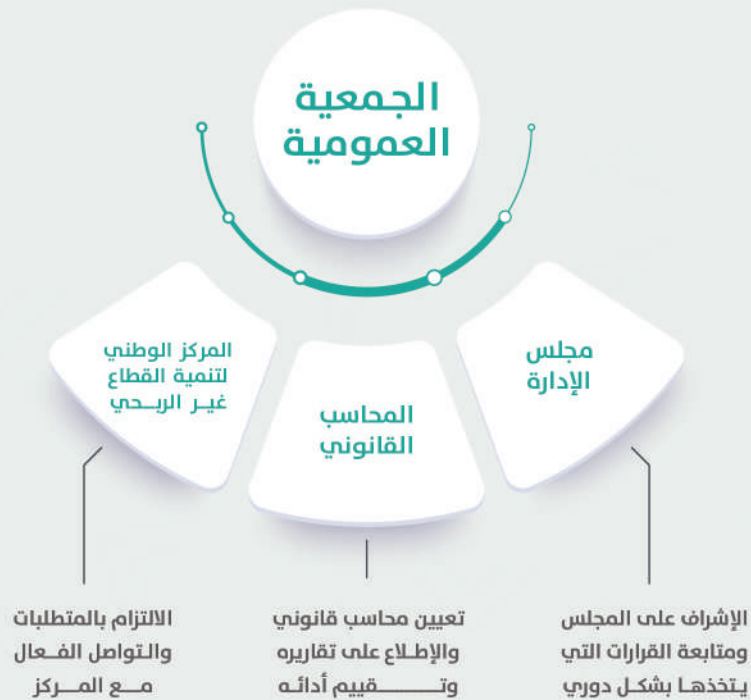 الجمعية
العمومية
مجلس
الإدارة
المحاسب
القانوني
المركز الوطني
لتنمية القطاع
غير الربحي
الإشراف على المجلس
ومتابعة القرارات التي
يتخذها بشكل دوري
تعيين محاسب قانوني
والإطلاع على تقاريره
وتقييم أدائه
الالتزام بالمتطلبات
والتواصل الفعال
مع المركز